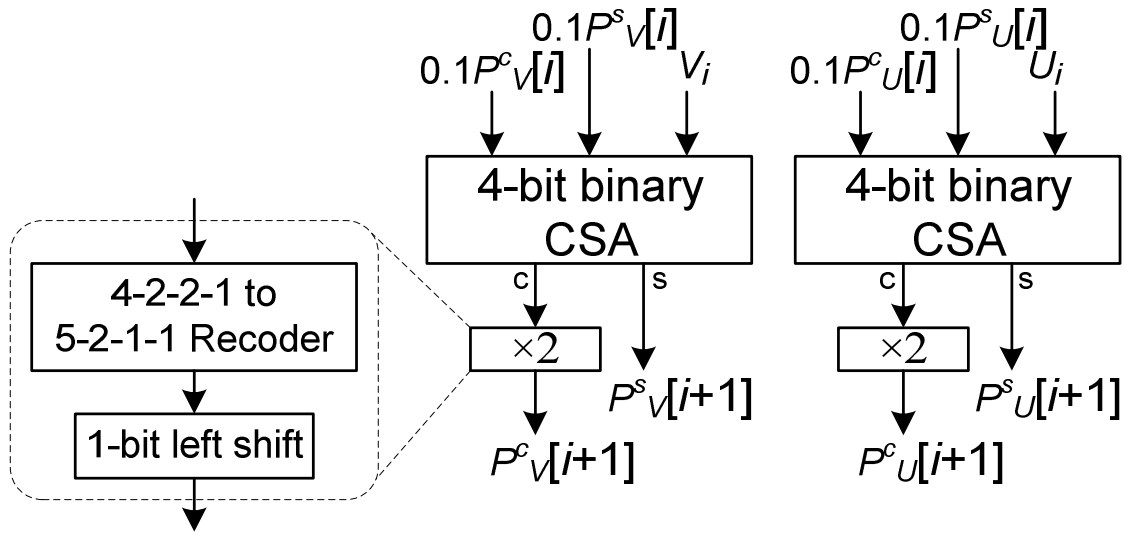 0.1P^s_V[i]
0.1P^c_V[i]
V_i
0.1P^s_U[i]
0.1P^c_U[i]
U_i
4-bit binary
CSA
4-bit binary
CSA
c
s
c
s
4-2-2-1 to
5-2-1-1 Recoder
×2
×2
1-bit left shift
P^s_V[i+1]
P^c_V[i+1]
P^s_U[i+1]
P^c_U[i+1]